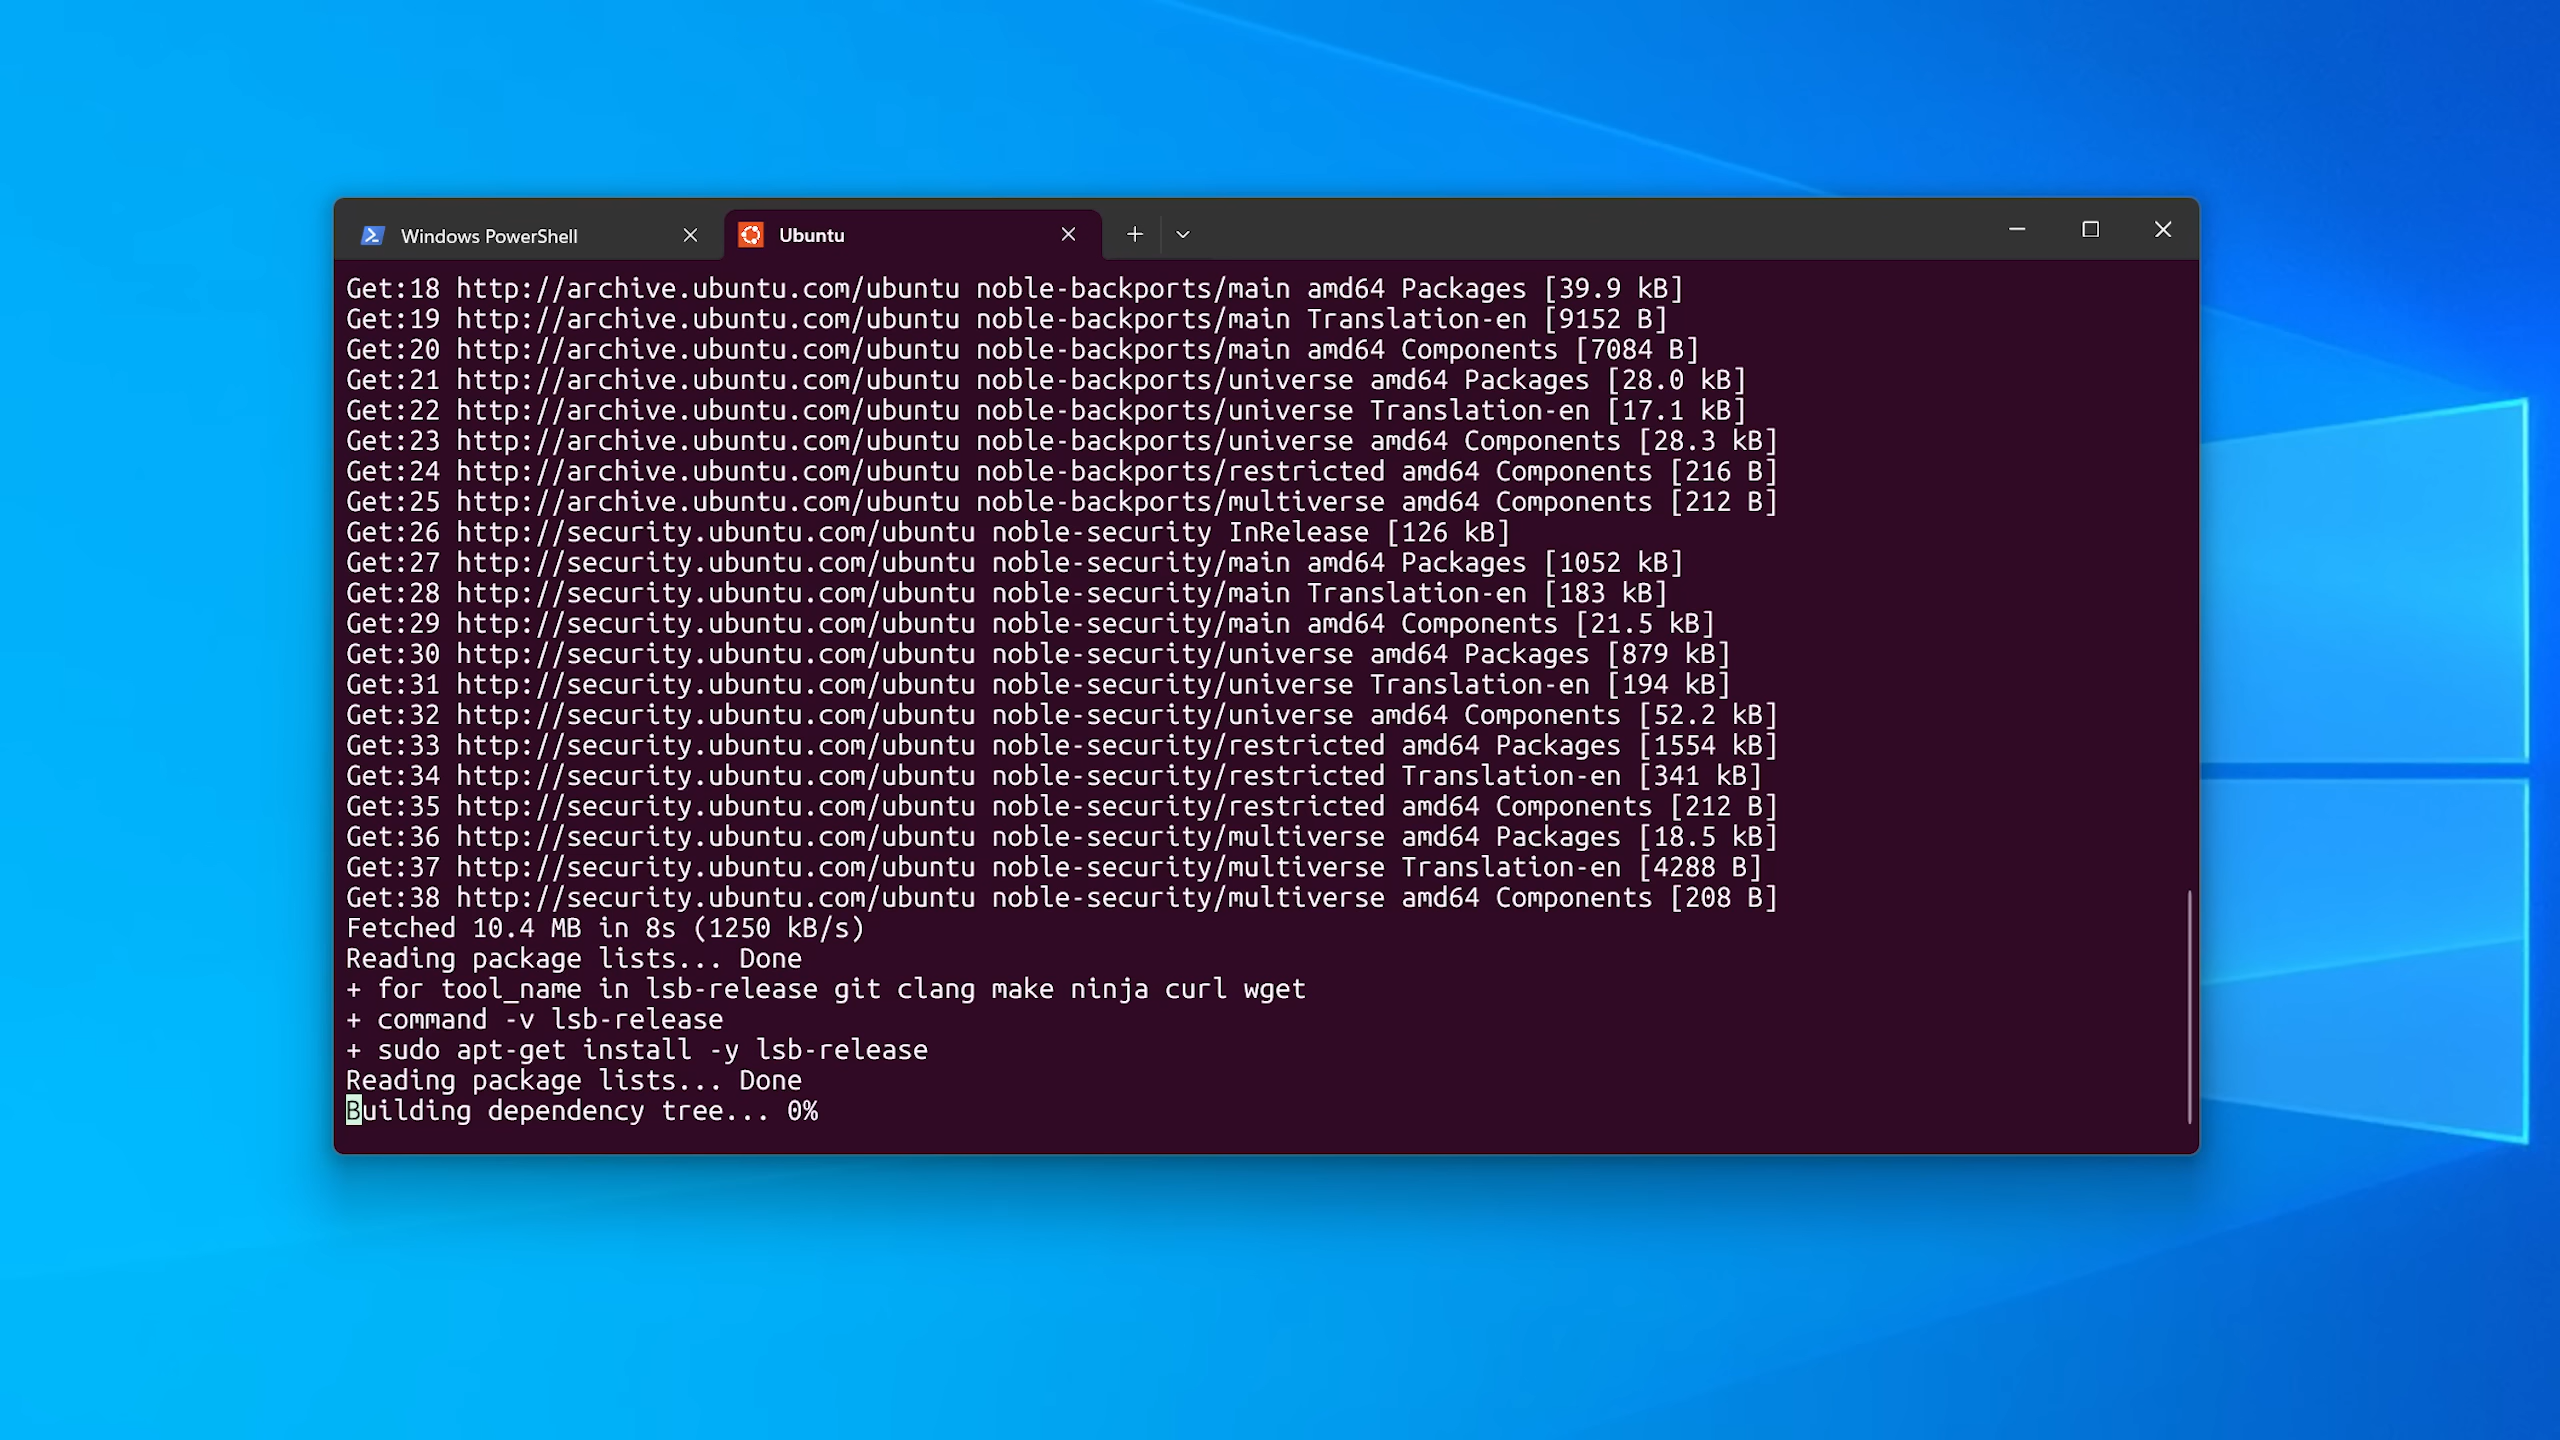 Windows PowerShell
Ubuntu
Get:18 http://archive.ubuntu.com/ubuntu noble-backports/main amd64 Packages [39.9 kB]
Get:19 http://archive.ubuntu.com/ubuntu noble-backports/main Translation-en [9152 B]
Get:20 http://archive.ubuntu.com/ubuntu noble-backports/main amd64 Components [7084 B]
Get:21 http://archive.ubuntu.com/ubuntu noble-backports/universe amd64 Packages [28.0 kB]
Get:22 http://archive.ubuntu.com/ubuntu noble-backports/universe Translation-en [17.1 kB]
Get:23 http://archive.ubuntu.com/ubuntu noble-backports/universe amd64 Components [28.3 kB]
Get:24 http://archive.ubuntu.com/ubuntu noble-backports/restricted amd64 Components [216 B]
Get:25 http://archive.ubuntu.com/ubuntu noble-backports/multiverse amd64 Components [212 B]
Get:26 http://security.ubuntu.com/ubuntu noble-security InRelease [126 kB]
Get:27 http://security.ubuntu.com/ubuntu noble-security/main amd64 Packages [1052 kB]
Get:28 http://security.ubuntu.com/ubuntu noble-security/main Translation-en [183 kB]
Get:29 http://security.ubuntu.com/ubuntu noble-security/main amd64 Components [21.5 kB]
Get:30 http://security.ubuntu.com/ubuntu noble-security/universe amd64 Packages [879 kB]
Get:31 http://security.ubuntu.com/ubuntu noble-security/universe Translation-en [194 kB]
Get:32 http://security.ubuntu.com/ubuntu noble-security/universe amd64 Components [52.2 kB]
Get:33 http://security.ubuntu.com/ubuntu noble-security/restricted amd64 Packages [1554 kB]
Get:34 http://security.ubuntu.com/ubuntu noble-security/restricted Translation-en [341 kB]
Get:35 http://security.ubuntu.com/ubuntu noble-security/restricted amd64 Components [212 B]
Get:36 http://security.ubuntu.com/ubuntu noble-security/multiverse amd64 Packages [18.5 kB]
Get:37 http://security.ubuntu.com/ubuntu noble-security/multiverse Translation-en [4288 B]
Get:38 http://security.ubuntu.com/ubuntu noble-security/multiverse amd64 Components [208 B]
Fetched 10.4 MB in 8s (1250 kB/s)
Reading package lists... Done
+ for tool_name in lsb-release git clang make ninja curl wget
+ command -v lsb-release
+ sudo apt-get install -y lsb-release
Reading package lists... Done
Building dependency tree... 0%